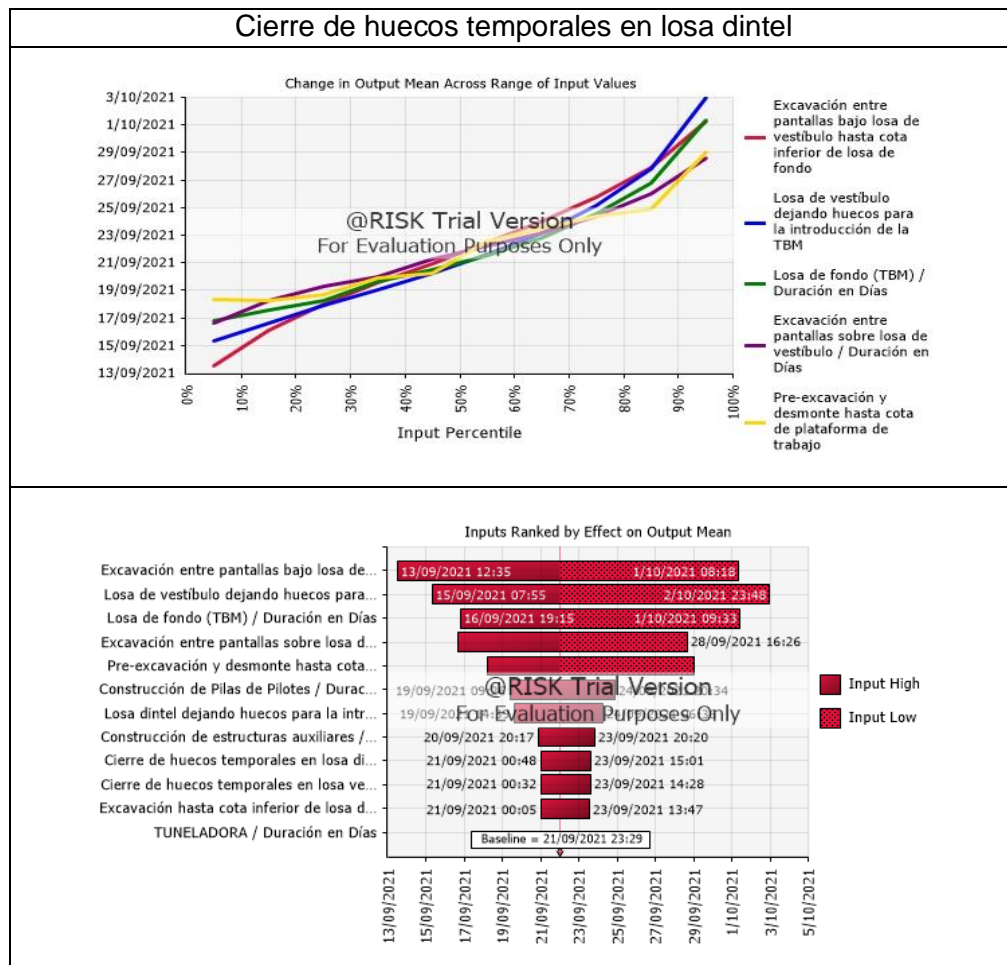 Cierre de huecos temporales en losa dintel
Change in Output Mean Across Range of Input Values
3/10/2021
1/10/2021
29/09/2021
27/09/2021
25/09/2021
23/09/2021
21/09/2021
19/09/2021
17/09/2021
15/09/2021
13/09/2021
@RISK Trial Version
For Evaluation Purposes Only
0%
10%
20%
30%
40%
50%
60%
70%
80%
90%
100%
Input Percentile
Excavación entre
pantallas bajo losa de
vestíbulo hasta cota
inferior de losa de
fondo
Losa de vestíbulo
dejando huecos para
la introducción de la
TBM
Losa de fondo (TBM) /
Duración en Días
Excavación entre
pantallas sobre losa de
vestíbulo / Duración en
Días
Pre-excavación y
desmonte hasta cota
de plataforma de
trabajo
Inputs Ranked by Effect on Output Mean
Excavación entre pantallas bajo losa de... 13/09/2021 12:35 1/10/2021 08:18
Losa de vestíbulo dejando huecos para... 15/09/2021 07:55 2/10/2021 23:48
Losa de fondo (TBM) / Duración en Días 16/09/2021 19:15 1/10/2021 09:33
Excavación entre pantallas sobre losa d... 28/09/2021 16:26
Pre-excavación y desmonte hasta cota...
Construcción de Pilas de Pilotes / Durac... 19/09/2021
@RISK Trial Version
Losa dintel dejando huecos para la intr... 19/09/2021
For Evaluation Purposes Only
Construcción de estructuras auxiliares /... 20/09/2021 20:17 23/09/2021 20:20
Cierre de huecos temporales en losa di... 21/09/2021 00:48 23/09/2021 15:01
Cierre de huecos temporales en losa ve... 21/09/2021 00:32 23/09/2021 14:28
Excavación hasta cota inferior de losa d... 21/09/2021 00:05 23/09/2021 13:47
TUNELADORA / Duración en Días
Baseline = 21/09/2021 23:29
Input High
Input Low
13/09/2021
15/09/2021
17/09/2021
19/09/2021
21/09/2021
23/09/2021
25/09/2021
27/09/2021
29/09/2021
1/10/2021
3/10/2021
5/10/2021